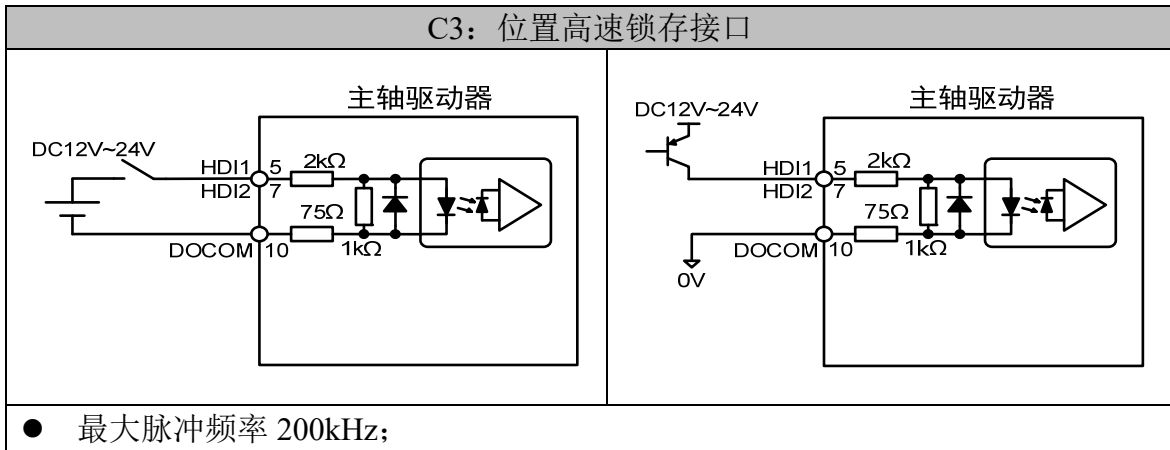 C3：位置高速锁存接口
主轴驱动器
DC12V~24V
HDI1 5 2kΩ
HDI2 7
75Ω
DOCOM 10 1kΩ
主轴驱动器
DC12V~24V
HDI1 5 2kΩ
HDI2 7
75Ω
DOCOM 10 1kΩ
0V
● 最大脉冲频率 200kHz；